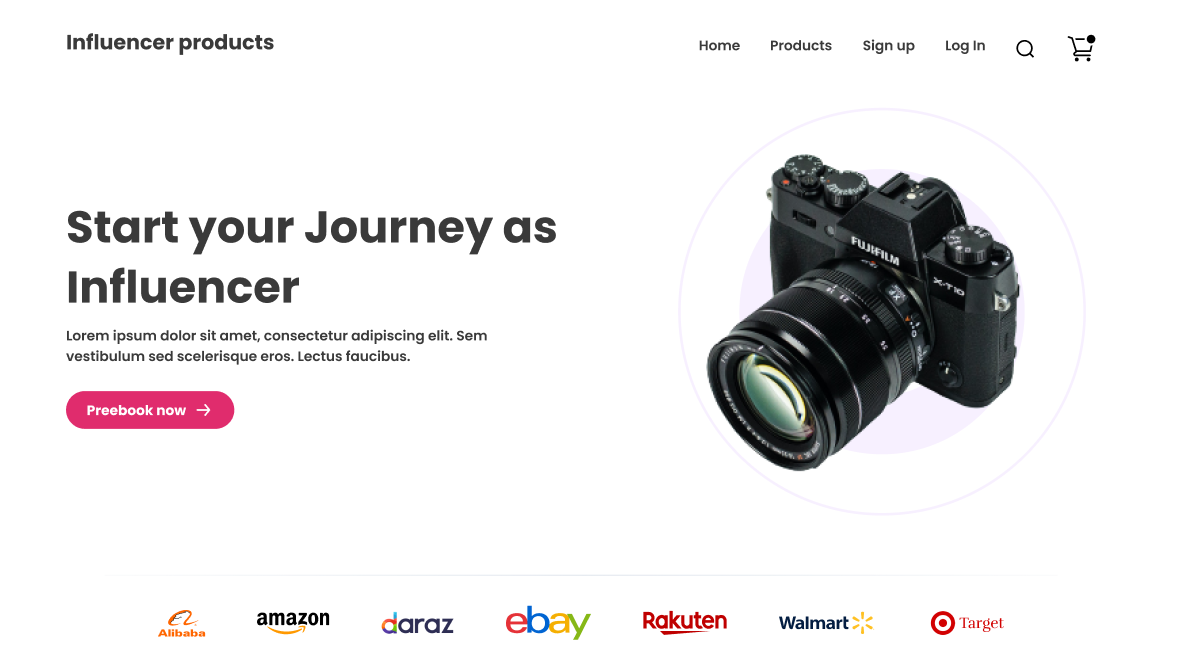 Influencer products
Home Products Sign up Log In
Start your Journey as
Influencer
Lorem ipsum dolor sit amet, consectetur adipiscing elit. Sem
vestibulum sed scelerisque eros. Lectus faucibus.
Preebook now
FUJIFILM
X-T10
XF
Alibaba
amazon
daraz
ebay
Rakuten
Walmart
Target